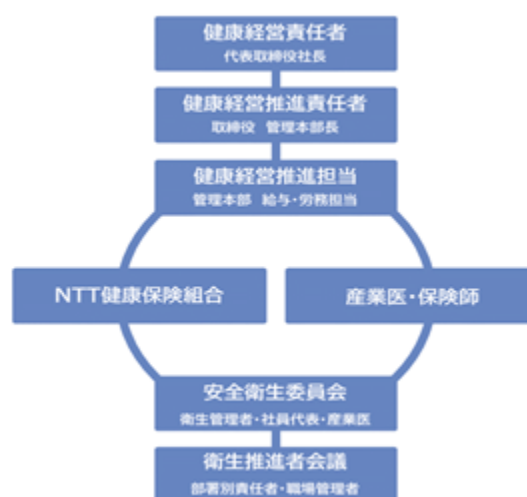 健康経営責任者
代表取締役社長
健康経営推進責任者
取締役 管理本部長
健康経営推進担当
管理本部 給与・労務担当
NTT健康保険組合
産業医・保険師
安全衛生委員会
衛生管理者・社員代表・産業医
衛生推進者会議
部署別責任者・職場管理者